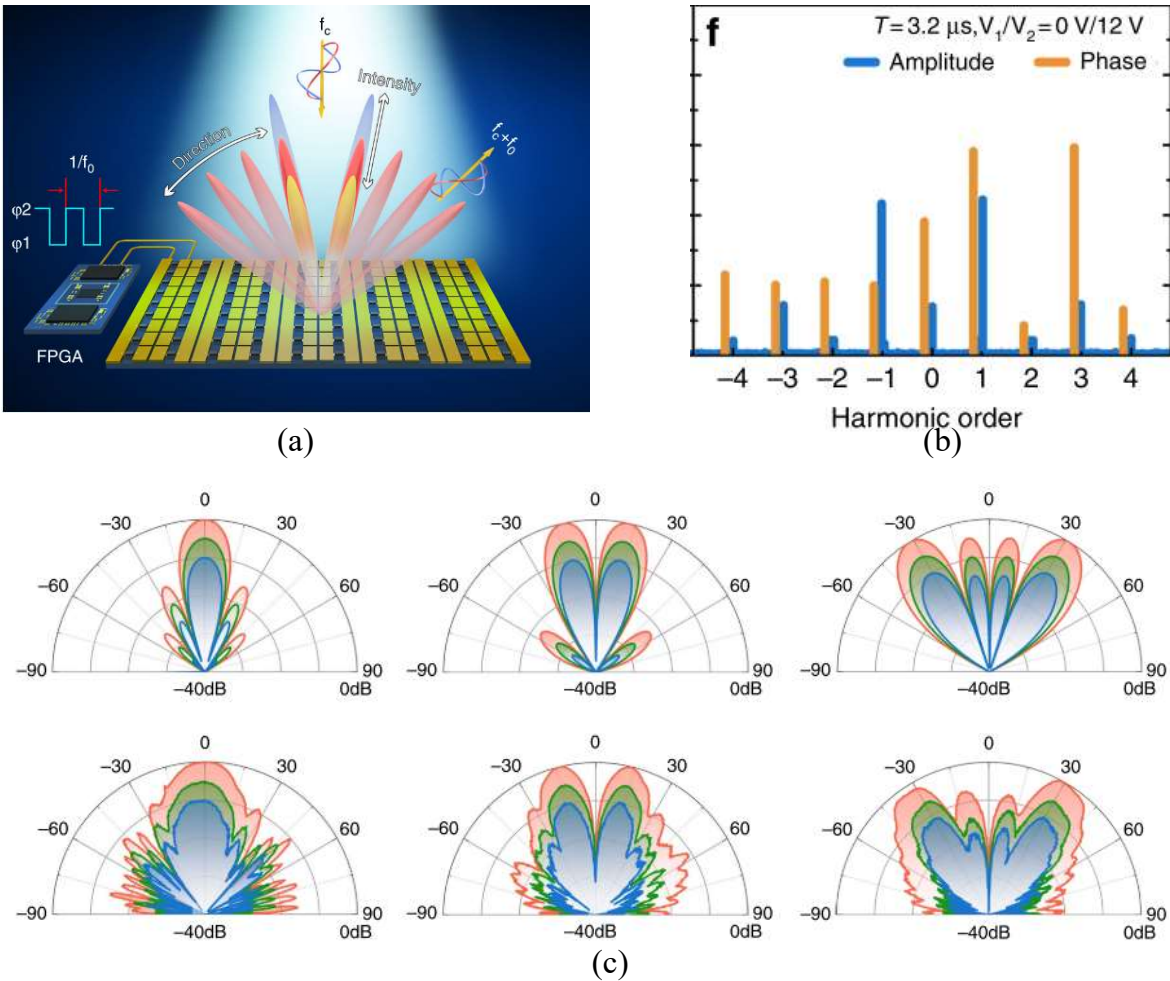 f_c
Intensity
Direction
f_c+f_0
1/f_0
φ2
φ1
FPGA
(a)
f
T=3.2 μs,V_1/V_2=0 V/12 V
Amplitude Phase
−4 −3 −2 −1 0 1 2 3 4
Harmonic order
(b)
0 0 0
−30 30 −30 30 −30 30
−60 60 −60 60 −60 60
−90 90 −90 90 −90 90
−40dB 0dB −40dB 0dB −40dB 0dB
0 0 0
−30 30 −30 30 −30 30
−60 60 −60 60 −60 60
−90 90 −90 90 −90 90
−40dB 0dB −40dB 0dB −40dB 0dB
(c)